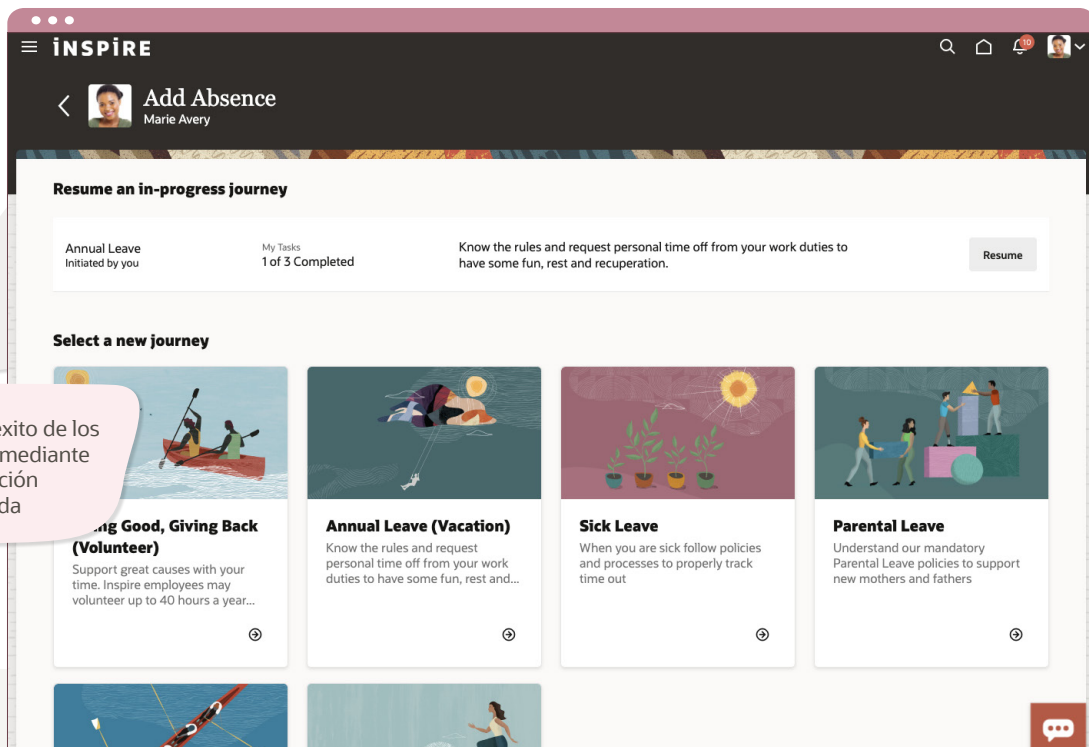 iNSPiRE
10
Add Absence
Marie Avery
Resume an in-progress journey
Annual Leave
Initiated by you
My Tasks
1 of 3 Completed
Know the rules and request personal time off from your work duties to
have some fun, rest and recuperation.
Resume
Select a new journey
éxito de los
mediante
Good, Giving Back
(Volunteer)
Support great causes with your
time. Inspire employees may
volunteer up to 40 hours a year...
Annual Leave (Vacation)
Know the rules and request
personal time off from your work
duties to have some fun, rest and...
Sick Leave
When you are sick follow policies
and processes to properly track
time out
Parental Leave
Understand our mandatory
Parental Leave policies to support
new mothers and fathers